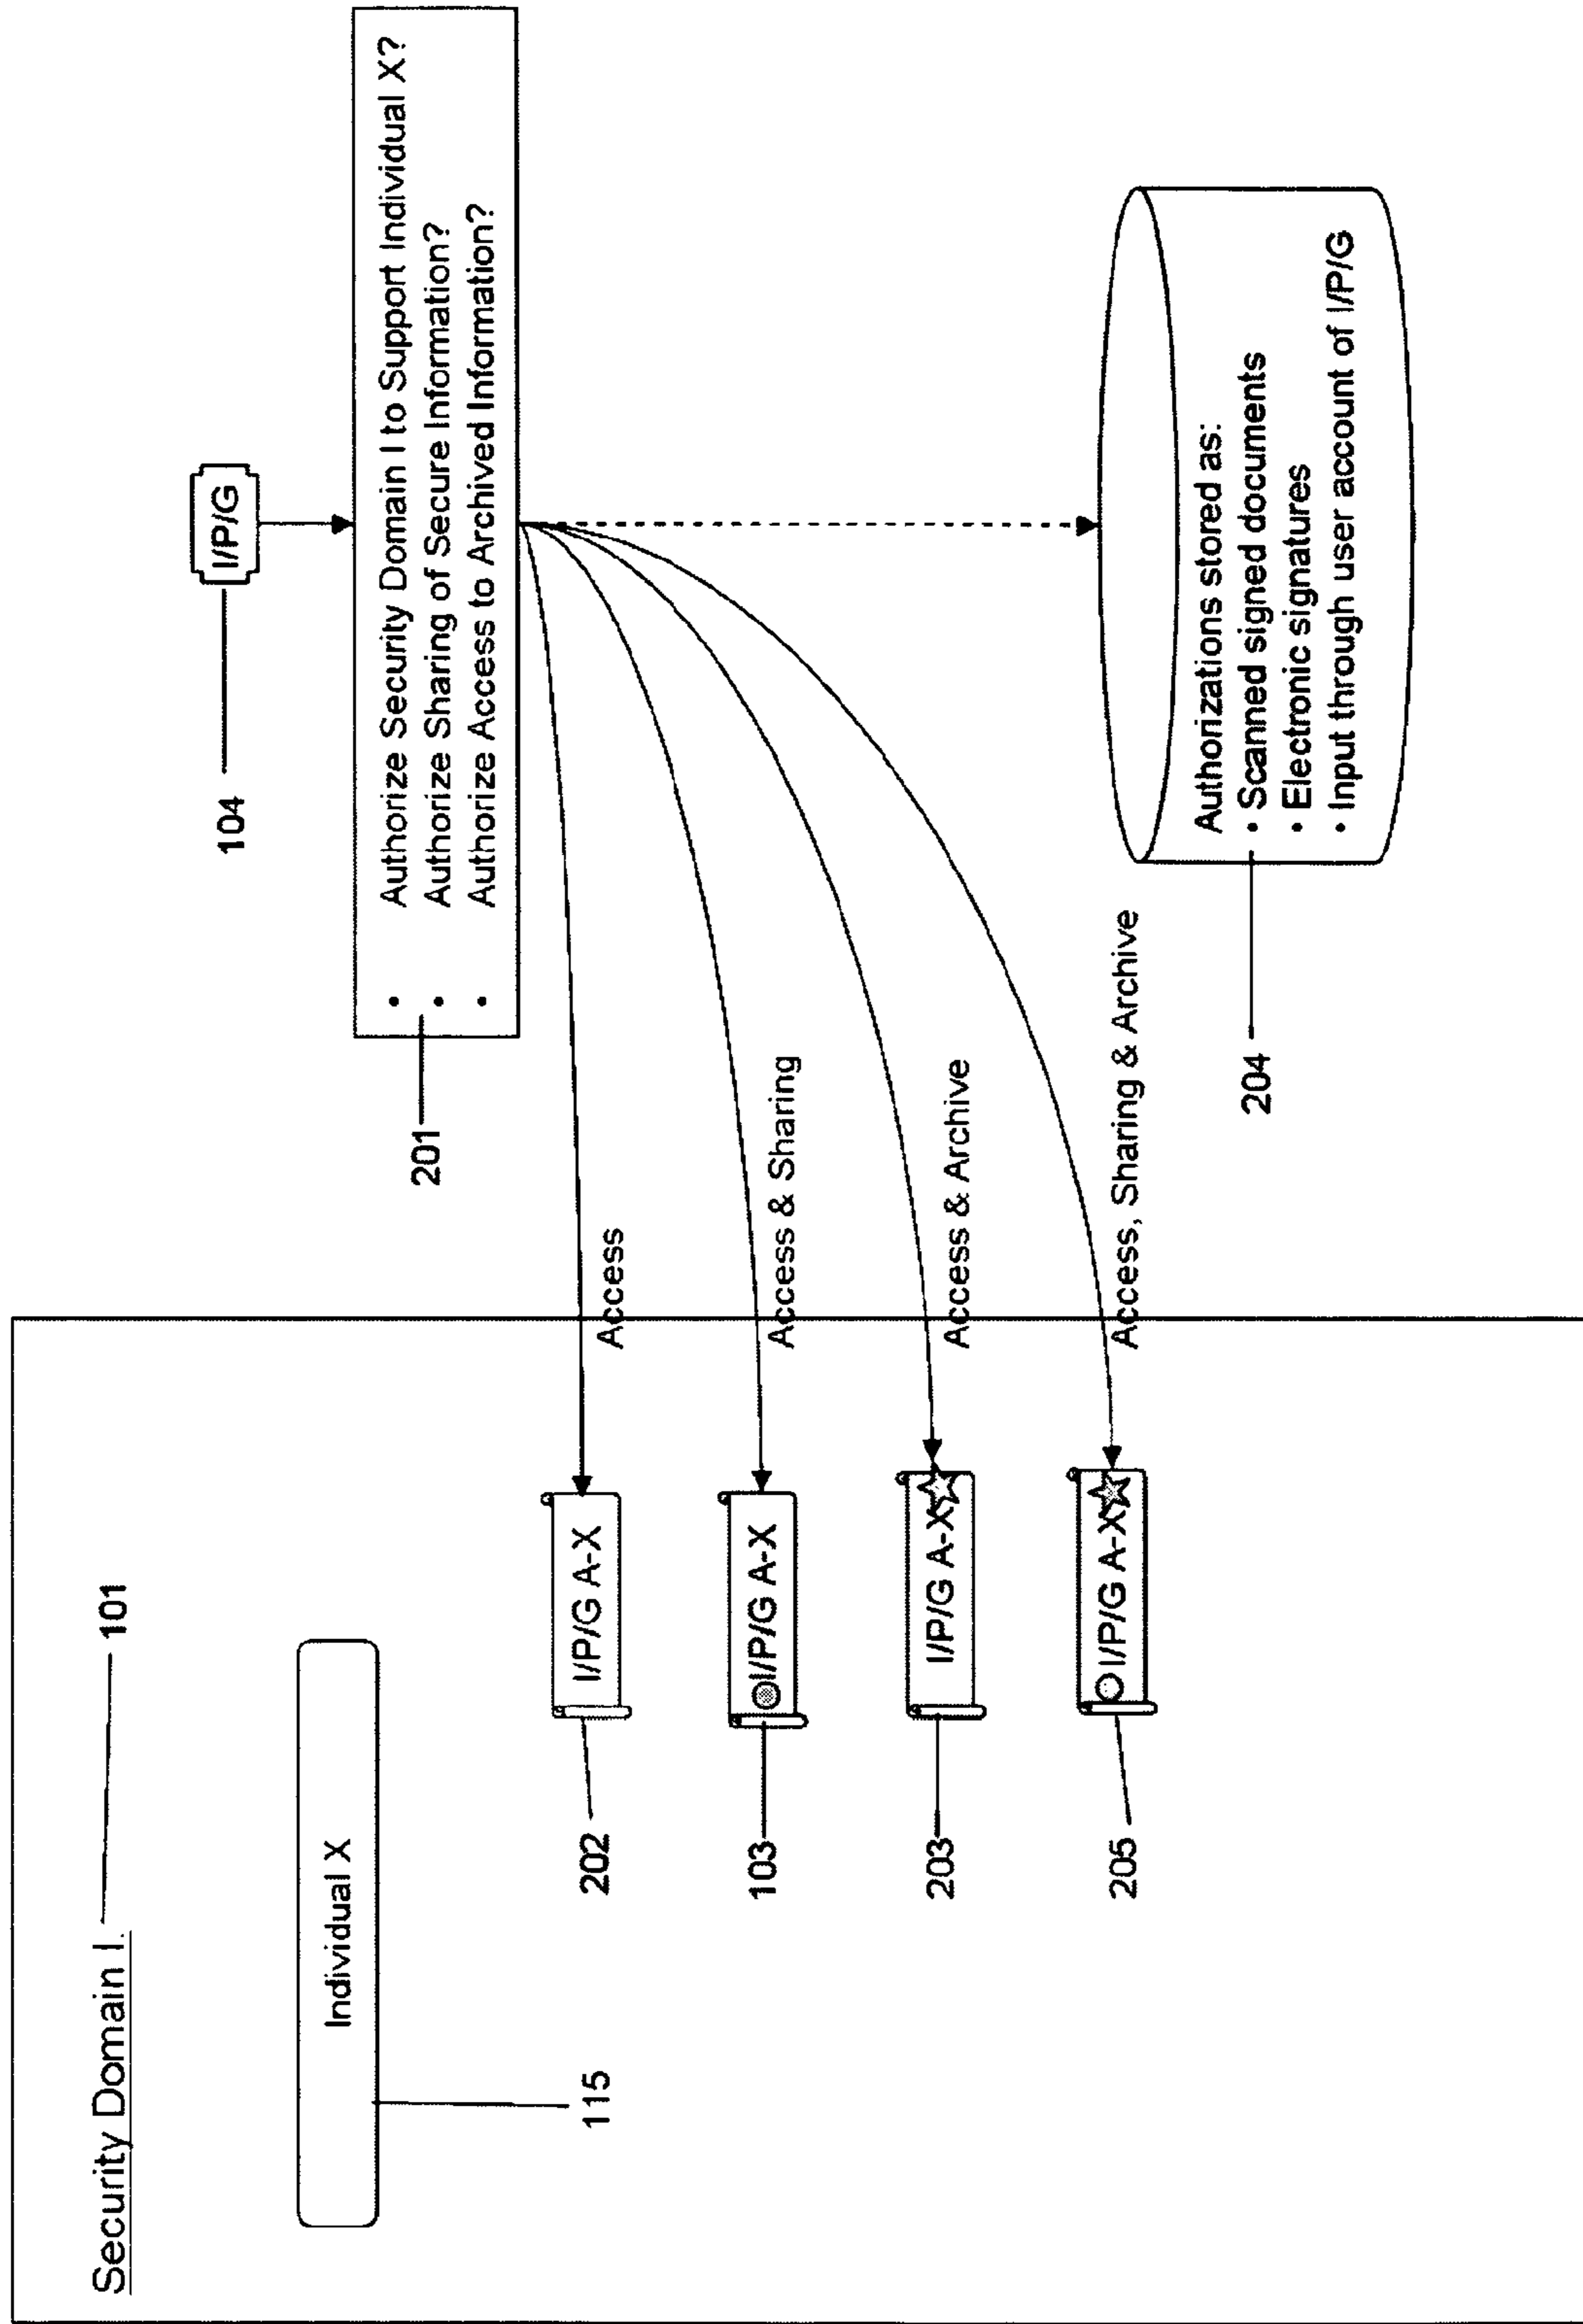 Security Domain I.
101
Individual X
115
I/P/G A-X
202
I/P/G A-X
103
I/P/G A-X
203
I/P/G A-X
205
Access
Access & Sharing
Access & Archive
Access, Sharing & Archive
I/P/G
104
• Authorize Security Domain I to Support Individual X?
• Authorize Sharing of Secure Information?
• Authorize Access to Archived Information?
201
Authorizations stored as:
• Scanned signed documents
• Electronic signatures
• Input through user account of I/P/G
204